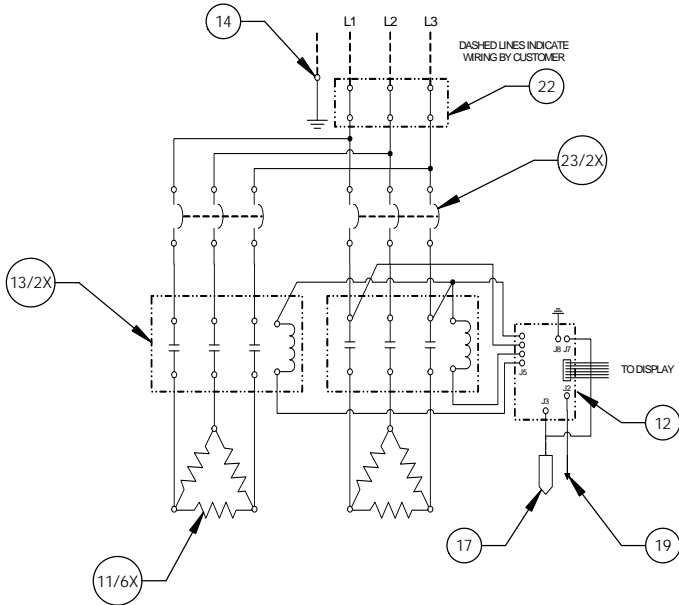 14
L1 L2 L3
DASHED LINES INDICATE
WIRING BY CUSTOMER
22
23/2X
13/2X
J8 J7
J5
TO DISPLAY
J2
J3
12
17
19
11/6X